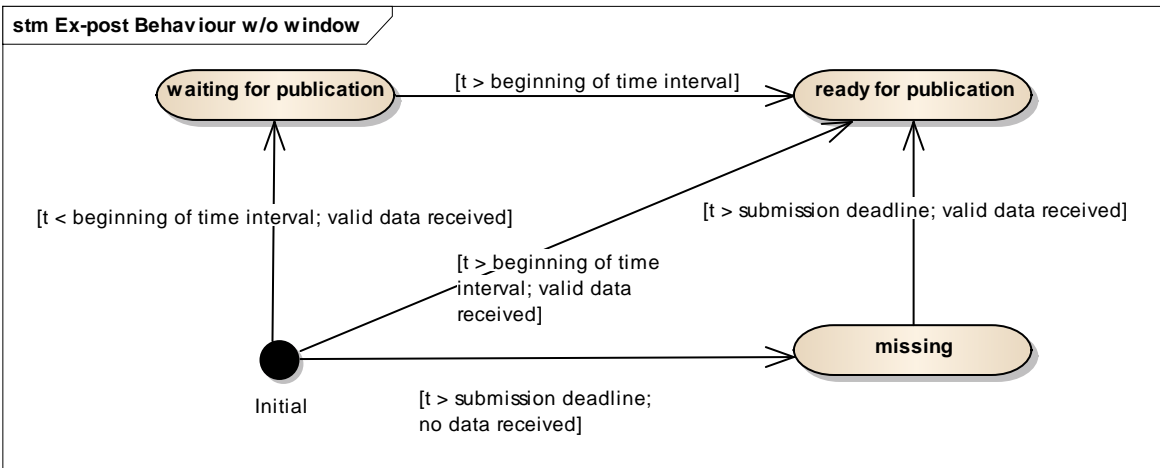 stm Ex-post Behaviour w/o window
waiting for publication
[t > beginning of time interval]
ready for publication
[t < beginning of time interval; valid data received]
[t > submission deadline; valid data received]
[t > beginning of time
interval; valid data
received]
missing
Initial
[t > submission deadline;
no data received]